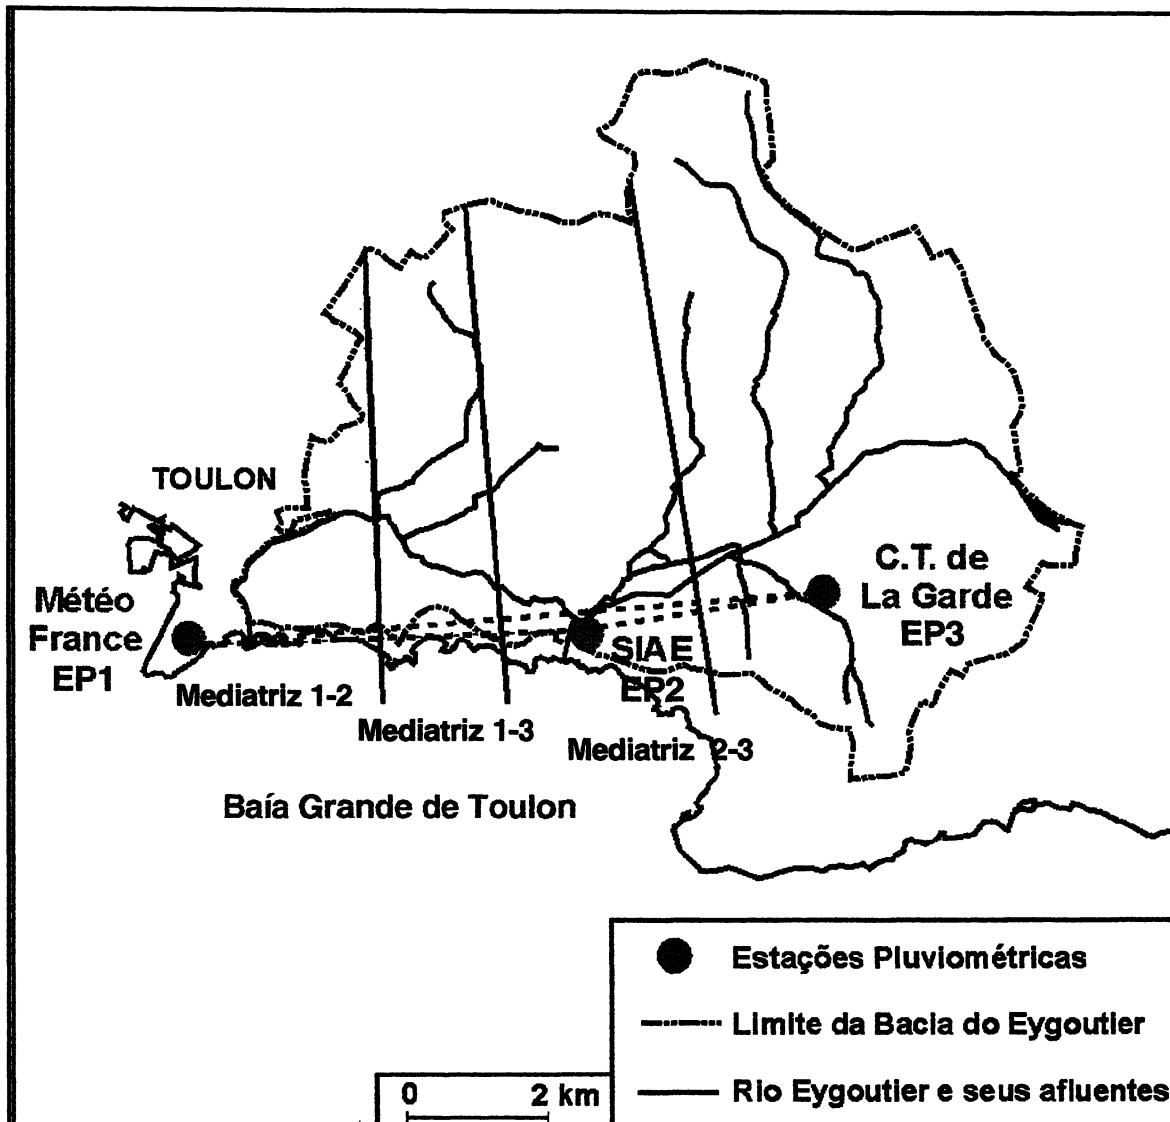 TOULON
Météo
France
EP1
C.T. de
La Garde
EP3
SIAE
EP2
Mediatriz 1-2
Mediatriz 1-3
Mediatriz 2-3
Baía Grande de Toulon
Estações Pluviométricas
Limite da Bacia do Eygoutier
Rio Eygoutier e seus afluentes
0 2 km